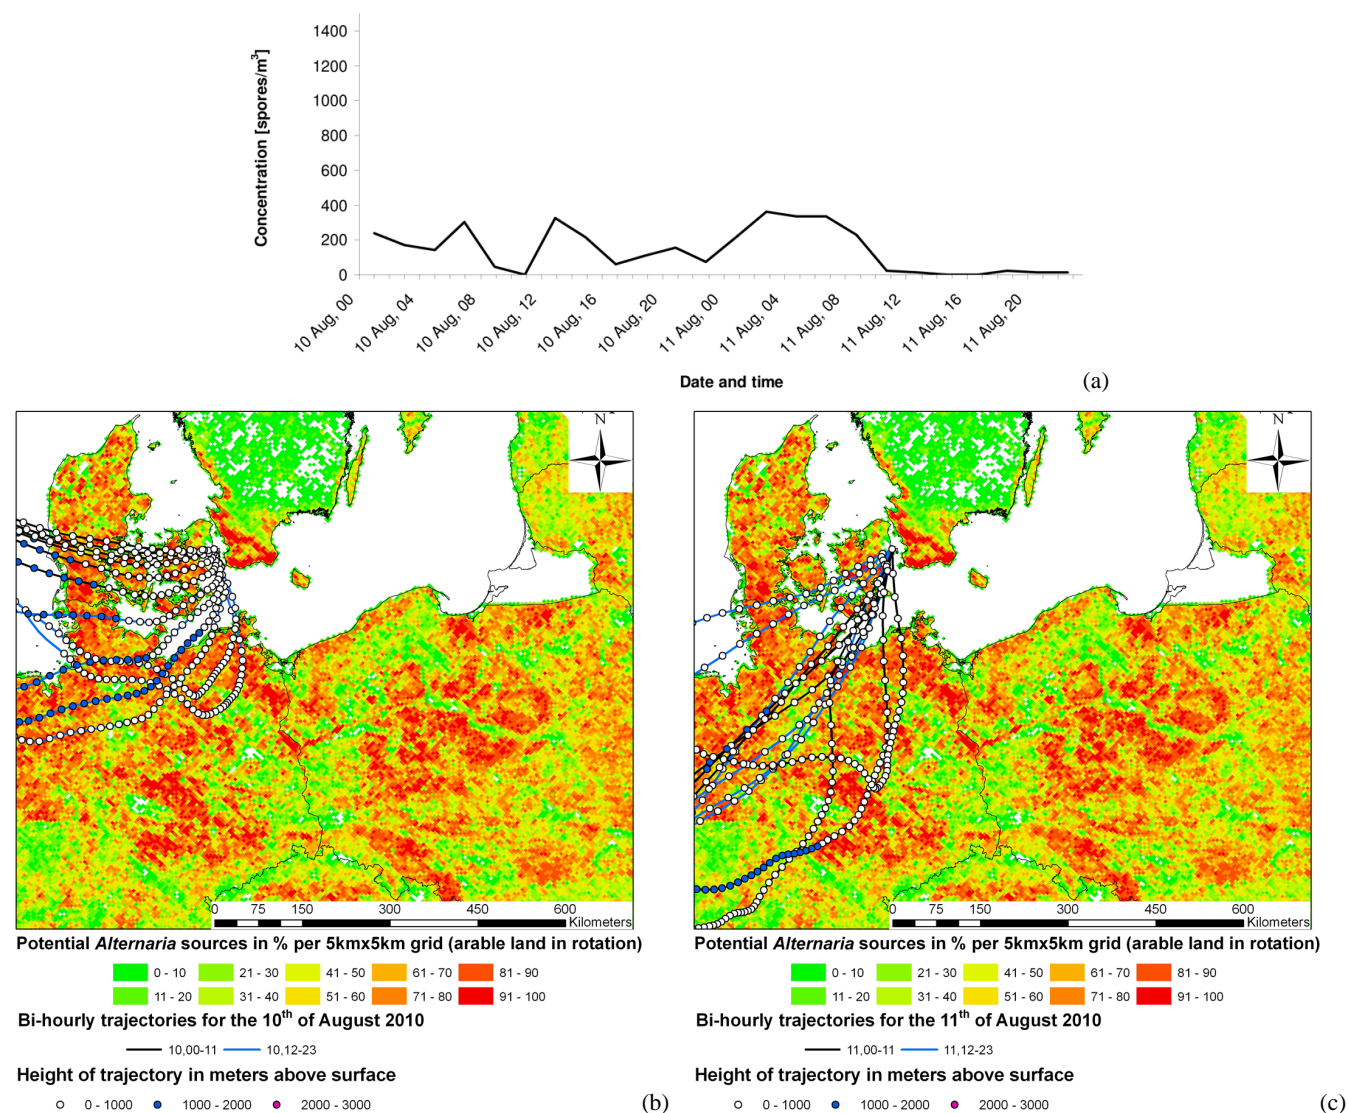 1400
1200
1000
800
600
400
200
0
Concentration [spores/m³]
10 Aug, 00
10 Aug, 04
10 Aug, 08
10 Aug, 12
10 Aug, 16
10 Aug, 20
11 Aug, 00
11 Aug, 04
11 Aug, 08
11 Aug, 12
11 Aug, 16
11 Aug, 20
Date and time
(a)
N
0 75 150 300 450 600
Kilometers
Potential Alternaria sources in % per 5kmx5km grid (arable land in rotation)
0 - 10 21 - 30 41 - 50 61 - 70 81 - 90
11 - 20 31 - 40 51 - 60 71 - 80 91 - 100
Bi-hourly trajectories for the 10th of August 2010
10,00-11 10,12-23
Height of trajectory in meters above surface
0 - 1000 1000 - 2000 2000 - 3000
(b)
N
0 75 150 300 450 600
Kilometers
Potential Alternaria sources in % per 5kmx5km grid (arable land in rotation)
0 - 10 21 - 30 41 - 50 61 - 70 81 - 90
11 - 20 31 - 40 51 - 60 71 - 80 91 - 100
Bi-hourly trajectories for the 11th of August 2010
11,00-11 11,12-23
Height of trajectory in meters above surface
0 - 1000 1000 - 2000 2000 - 3000
(c)